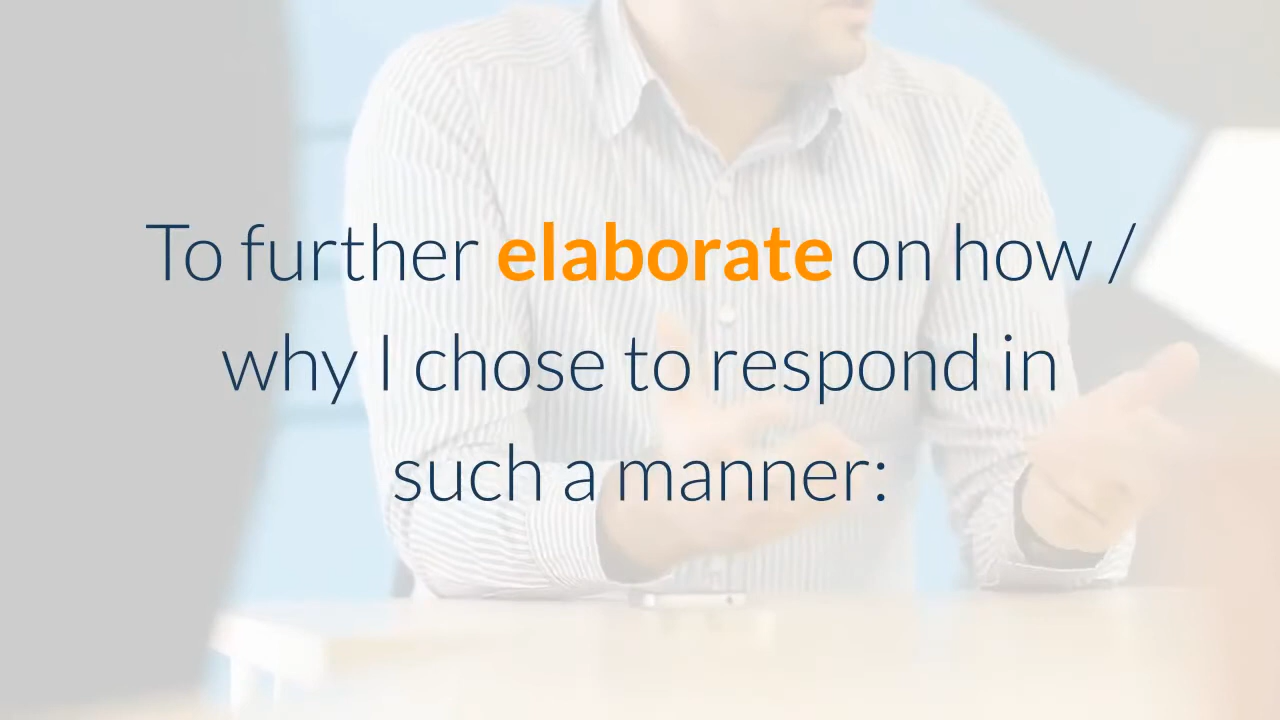 To further elaborate on how /
why I chose to respond in
such a manner: